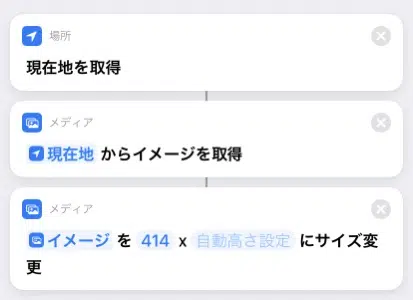 場所
現在地を取得
メディア
現在地 からイメージを取得
メディア
イメージ を 414 x 自動高さ設定 にサイズ変
更